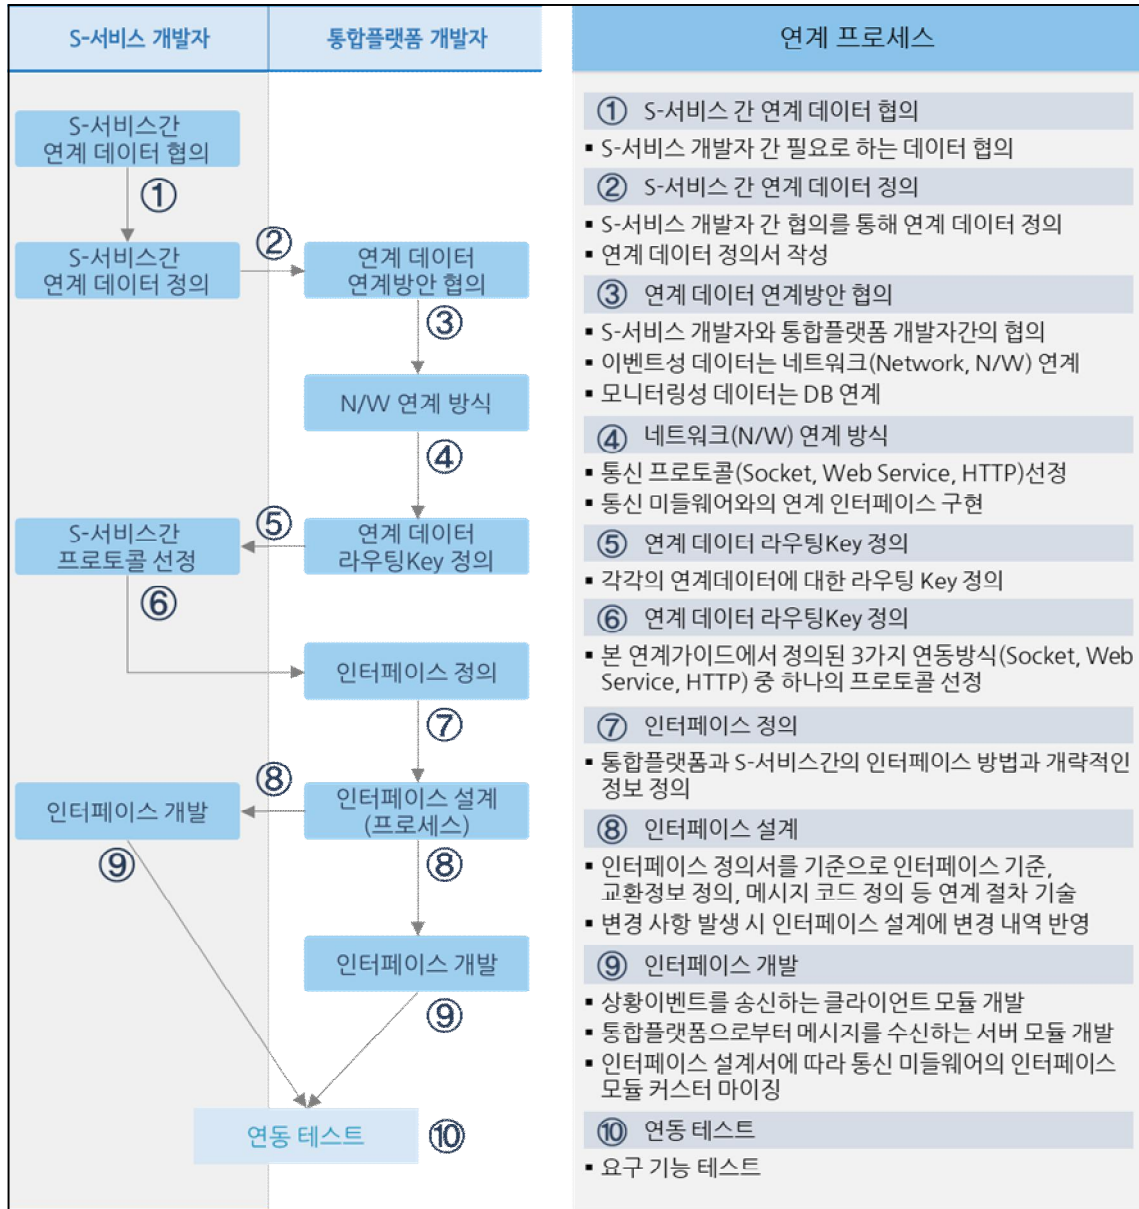 S-서비스 개발자
통합플랫폼 개발자
S-서비스간
연계 데이터 협의
①
S-서비스간
연계 데이터 정의
②
연계 데이터
연계방안 협의
③
N/W 연계 방식
④
S-서비스간
프로토콜 선정
⑤
연계 데이터
라우팅Key 정의
⑥
인터페이스 정의
⑦
인터페이스 개발
⑧
인터페이스 설계
(프로세스)
⑨
⑧
인터페이스 개발
⑨
연동 테스트
⑩
연계 프로세스
① S-서비스 간 연계 데이터 협의
▪ S-서비스 개발자 간 필요로 하는 데이터 협의
② S-서비스 간 연계 데이터 정의
▪ S-서비스 개발자 간 협의를 통해 연계 데이터 정의
▪ 연계 데이터 정의서 작성
③ 연계 데이터 연계방안 협의
▪ S-서비스 개발자와 통합플랫폼 개발자간의 협의
▪ 이벤트성 데이터는 네트워크(Network, N/W) 연계
▪ 모니터링성 데이터는 DB 연계
④ 네트워크(N/W) 연계 방식
▪ 통신 프로토콜(Socket, Web Service, HTTP)선정
▪ 통신 미들웨어와의 연계 인터페이스 구현
⑤ 연계 데이터 라우팅Key 정의
▪ 각각의 연계데이터에 대한 라우팅 Key 정의
⑥ 연계 데이터 라우팅Key 정의
▪ 본 연계가이드에서 정의된 3가지 연동방식(Socket, Web
Service, HTTP) 중 하나의 프로토콜 선정
⑦ 인터페이스 정의
▪ 통합플랫폼과 S-서비스간의 인터페이스 방법과 개략적인
정보 정의
⑧ 인터페이스 설계
▪ 인터페이스 정의서를 기준으로 인터페이스 기준,
교환정보 정의, 메시지 코드 정의 등 연계 절차 기술
▪ 변경 사항 발생 시 인터페이스 설계에 변경 내역 반영
⑨ 인터페이스 개발
▪ 상황이벤트를 송신하는 클라이언트 모듈 개발
▪ 통합플랫폼으로부터 메시지를 수신하는 서버 모듈 개발
▪ 인터페이스 설계서에 따라 통신 미들웨어의 인터페이스
모듈 커스터 마이징
⑩ 연동 테스트
▪ 요구 기능 테스트